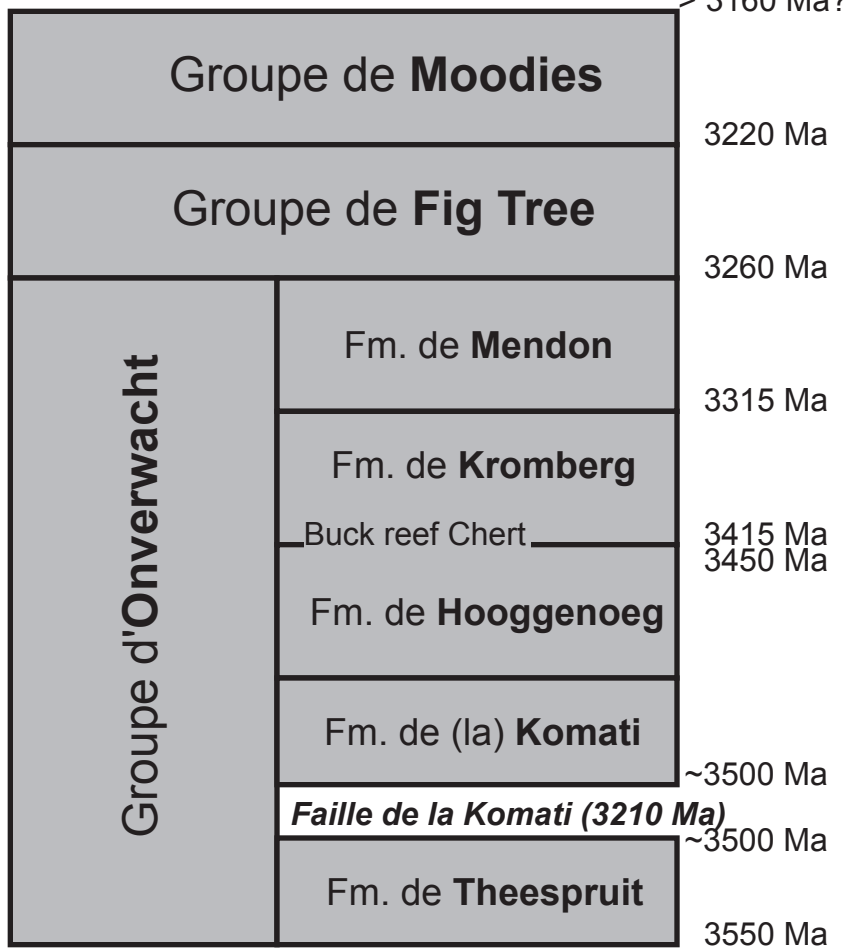 > 3160 Ma?
Groupe de Moodies
3220 Ma
Groupe de Fig Tree
3260 Ma
Groupe d'Onverwacht
Fm. de Mendon
3315 Ma
Fm. de Kromberg
Buck reef Chert
3415 Ma
3450 Ma
Fm. de Hooggenoeg
Fm. de (la) Komati
~3500 Ma
Faille de la Komati (3210 Ma)
~3500 Ma
Fm. de Theespruit
3550 Ma